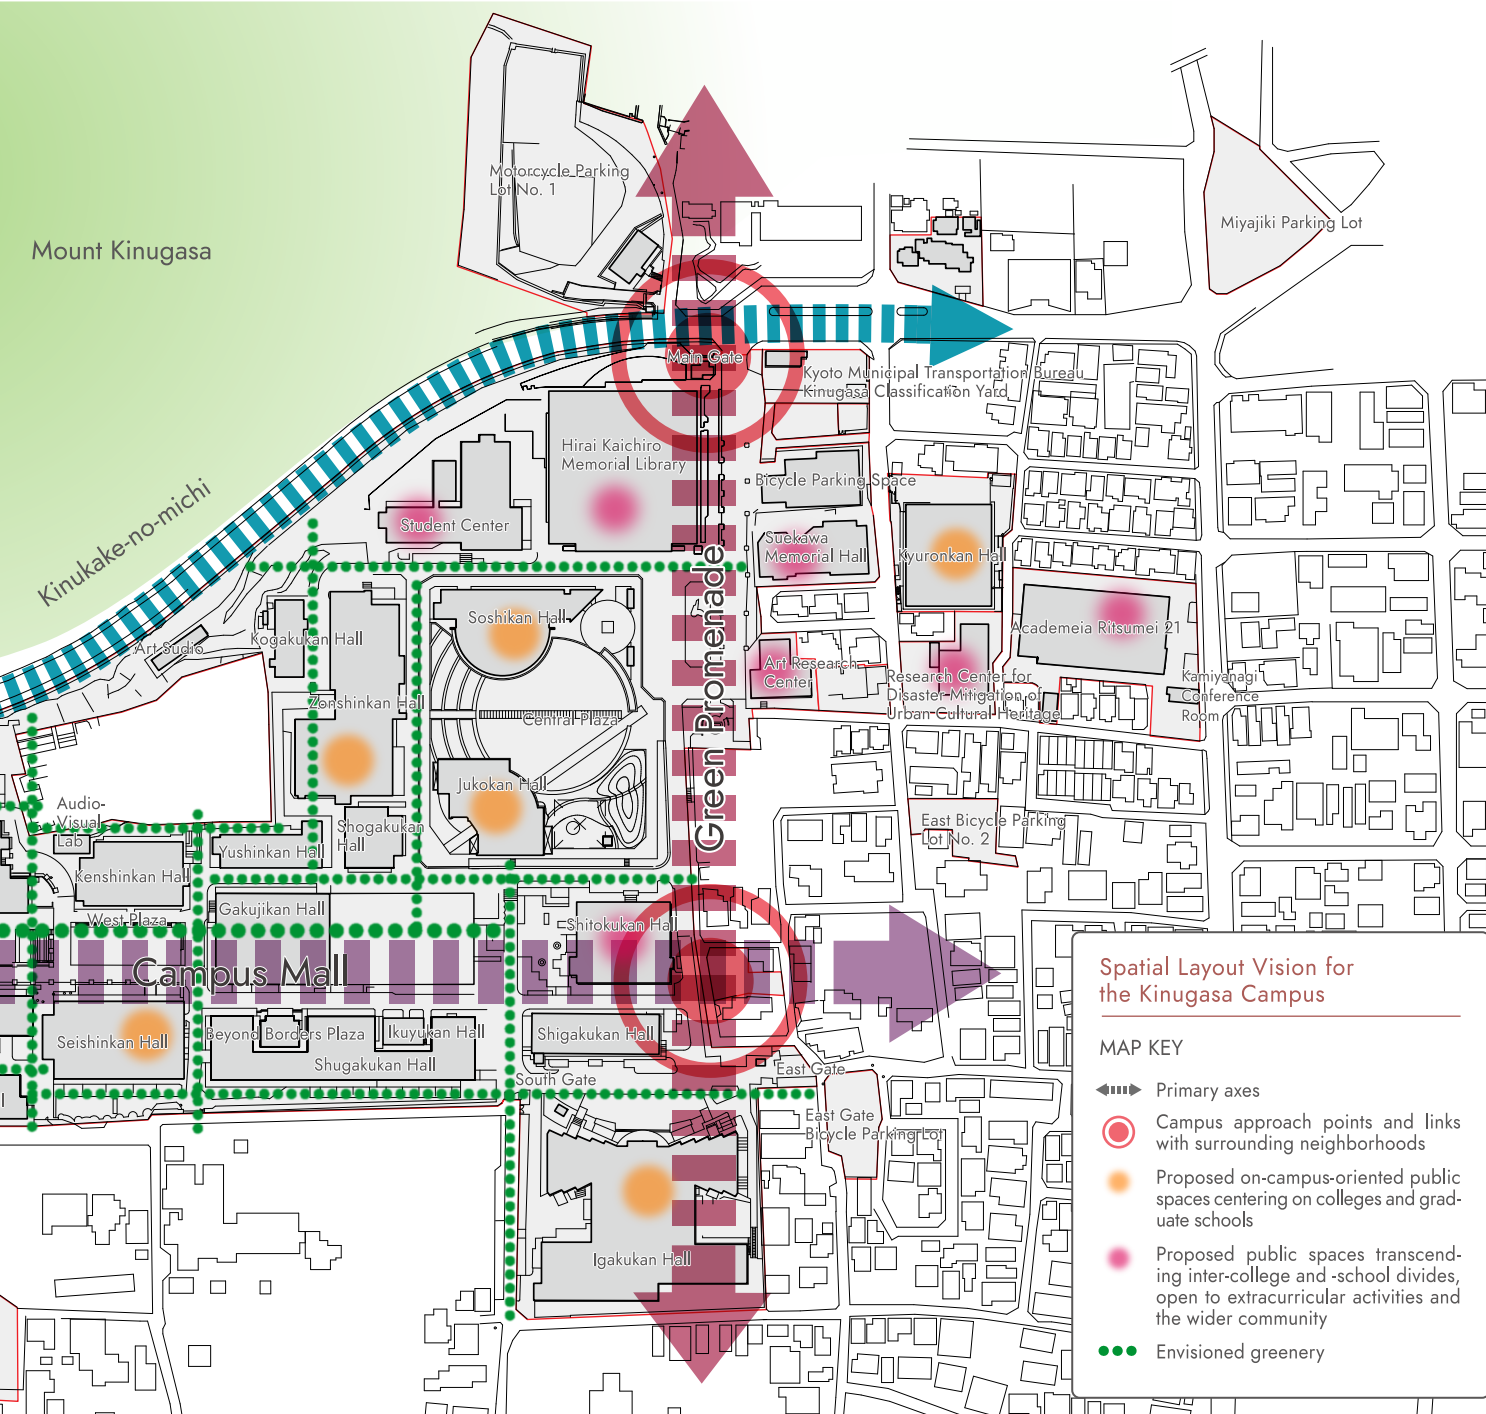 Motorcycle Parking
Lot No. 1
Miyajiki Parking Lot
Mount Kinugasa
Main Gate
Kyoto Municipal Transportation Bureau
Kinugasa Classification Yard
Hirai Kaichiro
Memorial Library
Bicycle Parking Space
Kinukake-no-michi
Student Center
Suekawa
Memorial Hall
Kyuronkan Hall
Green Promenade
Soshikan Hall
Academeia Ritsumei 21
Kogakukan Hall
Art Sudio
Art Research
Center
Research Center for
Disaster Mitigation of
Urban Cultural Heritage
Kamiyanagi
Conference
Room
Zonshinkan Hall
Central Plaza
Jukokan Hall
Audio-
Visual
Lab
Shogakukan
Hall
East Bicycle Parking
Lot No. 2
Yushinkan Hall
Kenshinkan Hall
Gakujikan Hall
West Plaza
Shitokukan Hall
Campus Mall
Seishinkan Hall
Beyond Borders Plaza
Ikuyukan Hall
Shigakukan Hall
Shugakukan Hall
South Gate
East Gate
l
East Gate
Bicycle Parking Lot
Igakukan Hall
Spatial Layout Vision for
the Kinugasa Campus
MAP KEY
Primary axes
Campus approach points and links
with surrounding neighborhoods
Proposed on-campus-oriented public
spaces centering on colleges and grad-
uate schools
Proposed public spaces transcend-
ing inter-college and -school divides,
open to extracurricular activities and
the wider community
Envisioned greenery